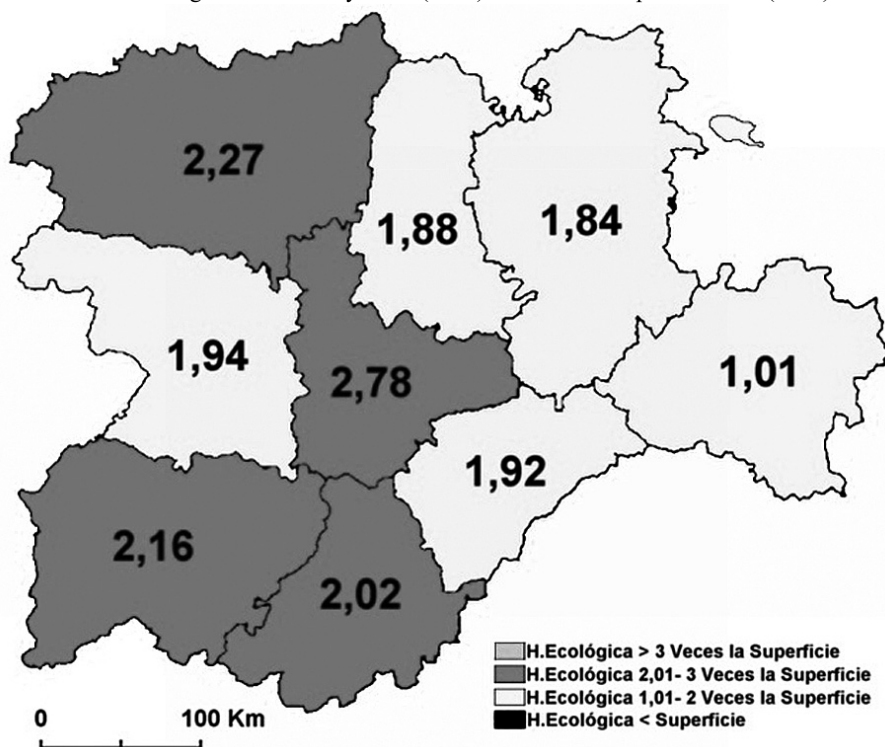 2,27
1,88
1,84
1,94
2,78
1,01
1,92
2,16
2,02
H.Ecológica > 3 Veces la Superficie
H.Ecológica 2,01- 3 Veces la Superficie
H.Ecológica 1,01- 2 Veces la Superficie
H.Ecológica < Superficie
0 100 Km